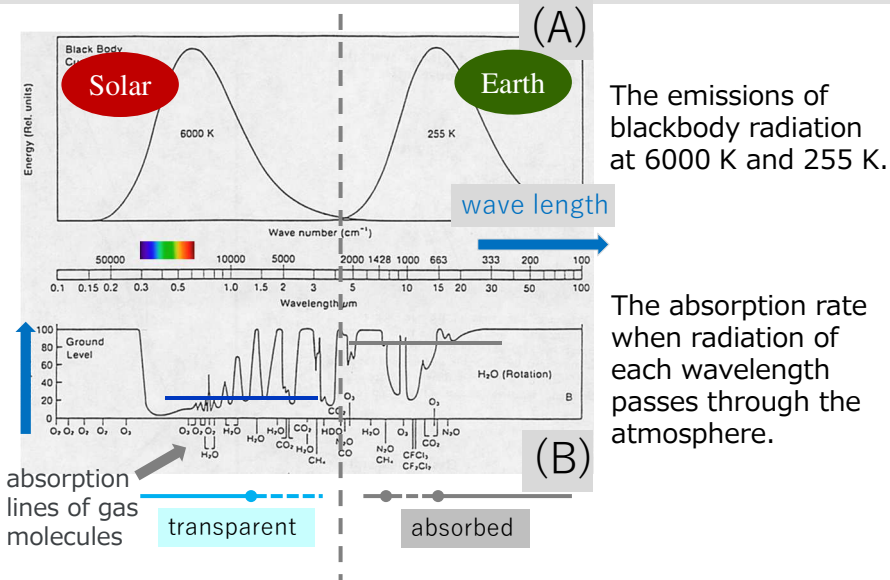 (A)
Black Body
Solar
Earth
6000 K
255 K
Energy (Rel. units)
The emissions of
blackbody radiation
at 6000 K and 255 K.
wave length
Wave number (cm⁻¹)
50000 10000 5000 2000 1428 1000 663 333 200 100
0.1 0.15 0.2 0.3 0.5 1.0 1.5 2 3 5 10 15 20 30 50 100
Wavelength μm
The absorption rate
when radiation of
each wavelength
passes through the
atmosphere.
100
80
60
40
20
0
Ground
Level
H₂O (Rotation)
B
O₂ O₂ O₂ O₃ O₂ O₂ O₂ H₂O H₂O H₂O CO₂ HDO CO₂ O₃ H₂O O₃ O₃ N₂O
H₂O CO₂ H₂O CH₄ N₂O CO N₂O CH₄ CFCl₃ CF₂Cl₂ CO₂
(B)
absorption
lines of gas
molecules
transparent
absorbed